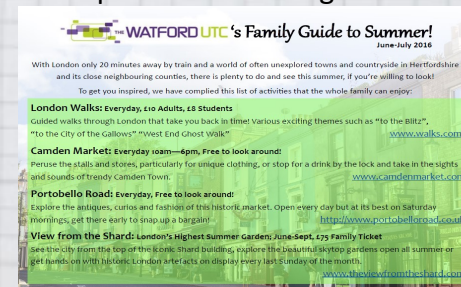 THE WATFORD UTC 's Family Guide to Summer!
June-July 2016
With London only 20 minutes away by train and a world of often unexplored towns and countryside in Hertfordshire
and its close neighbouring counties, there is plenty to do and see this summer, if you're willing to look!
To get you inspired, we have complied this list of activities that the whole family can enjoy:
London Walks: Everyday, £10 Adults, £8 Students
Guided walks through London that take you back in time! Various exciting themes such as "to the Blitz",
"to the City of the Gallows" "West End Ghost Walk"
www.walks.com
Camden Market: Everyday 10am—6pm, Free to look around!
Peruse the stalls and stores, particularly for unique clothing, or stop for a drink by the lock and take in the sights
and sounds of trendy Camden Town.
www.camdenmarket.com
Portobello Road: Everyday, Free to look around!
Explore the antiques, curios and fashion of this historic market. Open every day but at its best on Saturday
mornings, get there early to snap up a bargain!
http://www.portobelloroad.co.uk
View from the Shard: London's Highest Summer Garden; June-Sept, £75 Family Ticket
See the city from the top of the iconic Shard building, explore the beautiful skytop gardens open all summer or
get hands on with historic London artefacts on display every last Sunday of the month.
www.theviewfromtheshard.com